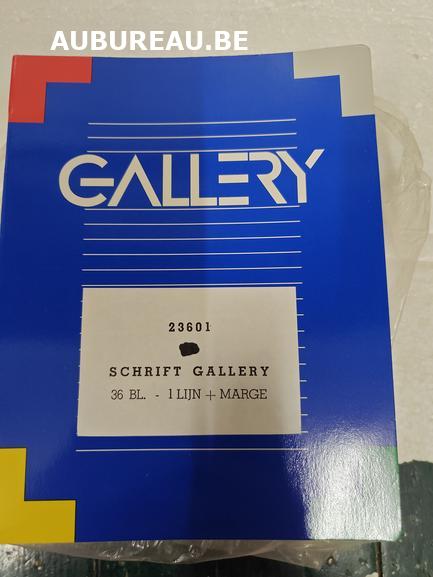 AUBUREAU.BE
GALLERY
23601
SCHRIFT GALLERY
36 BL. - 1 LIJN + MARGE